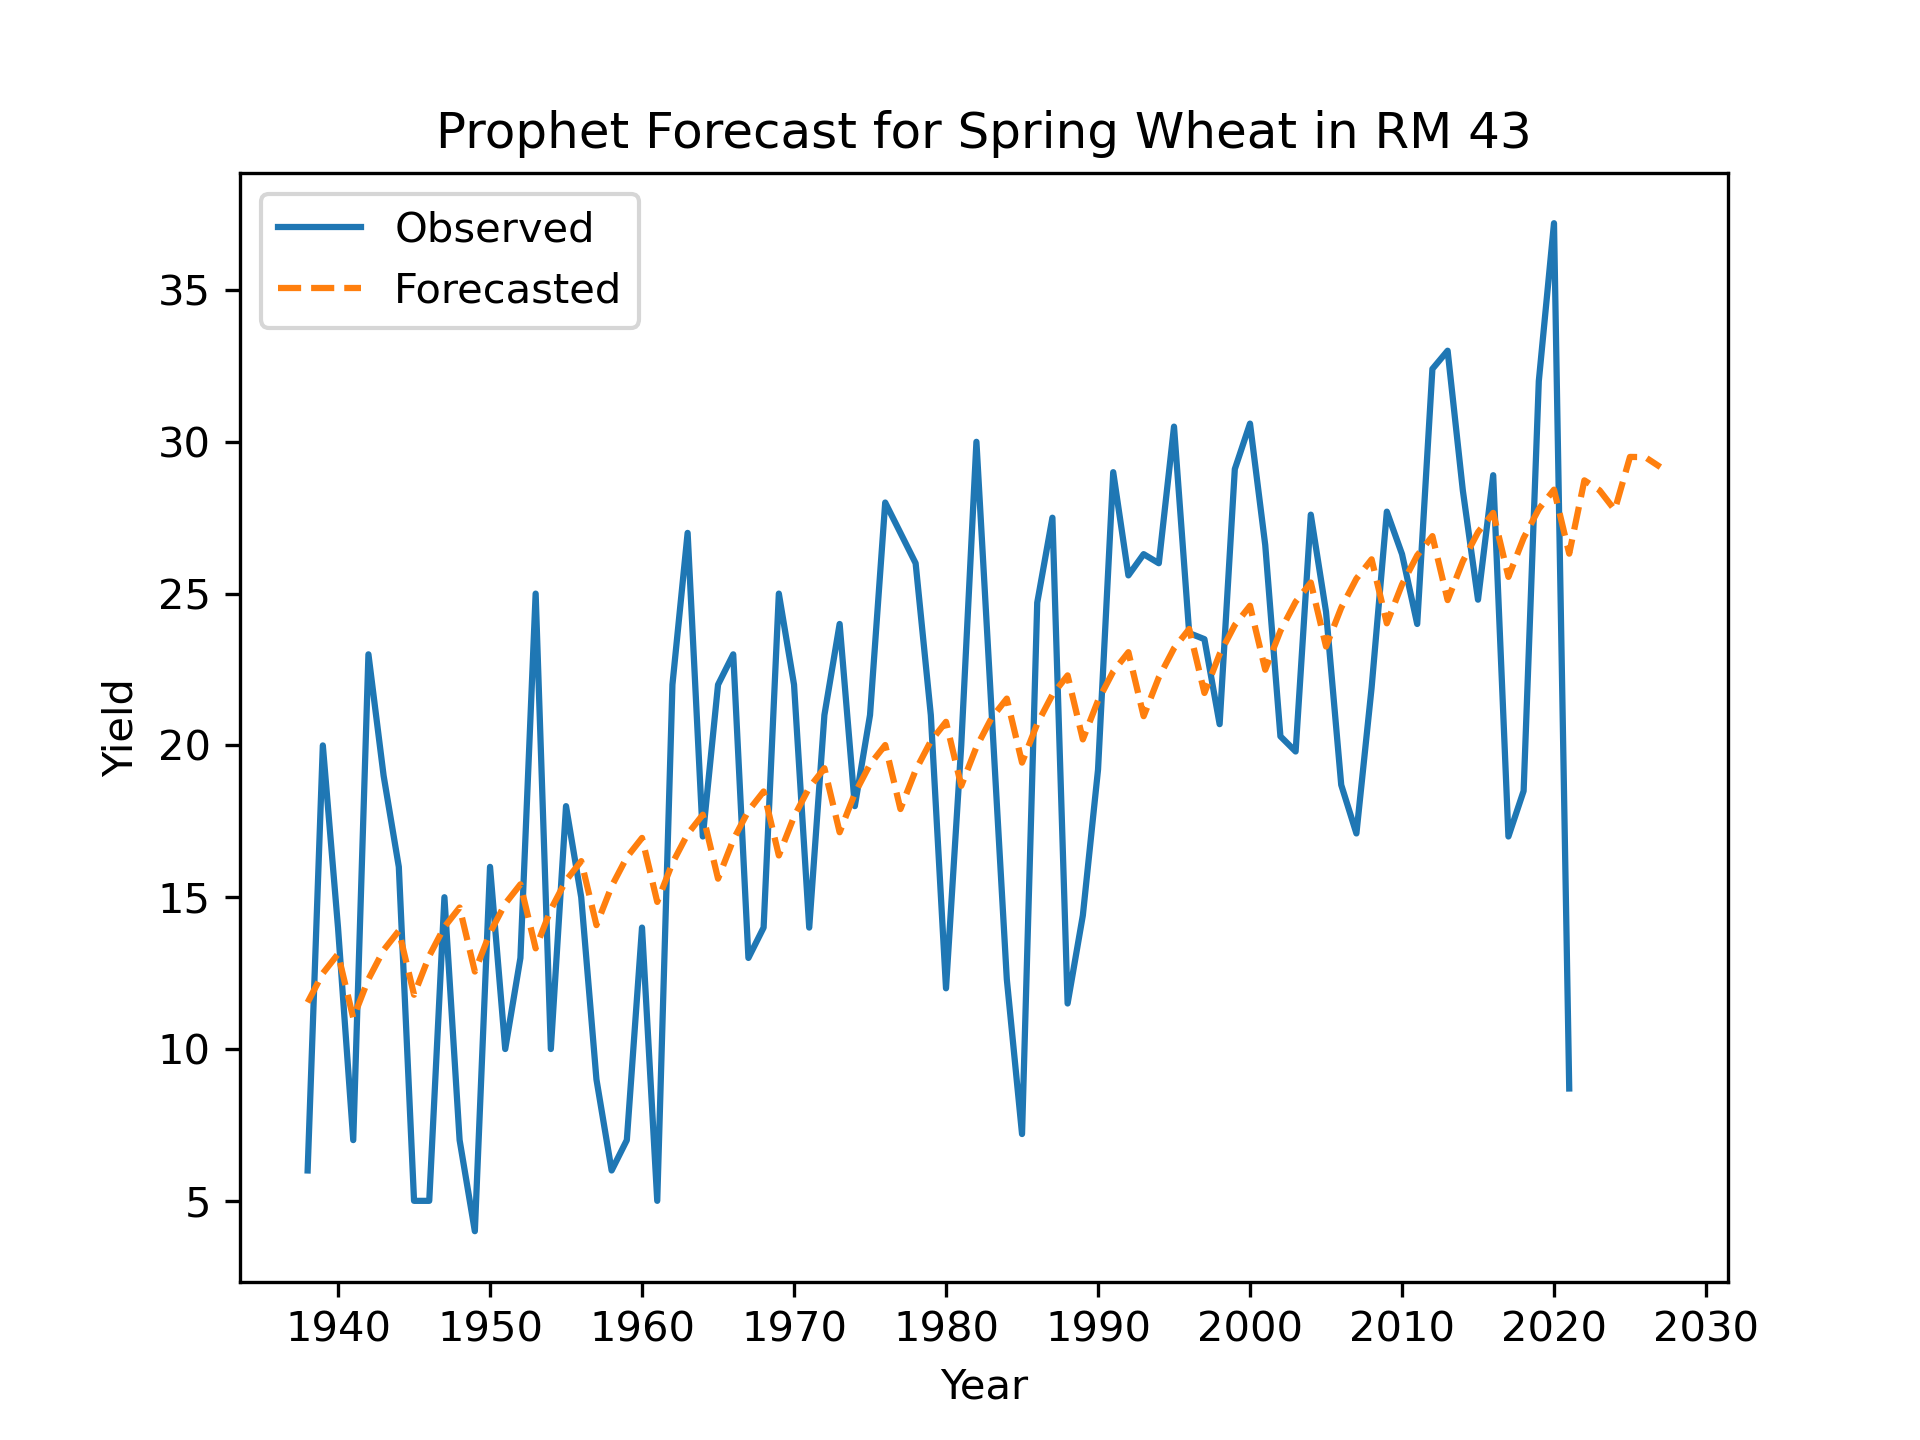 Prophet Forecast for Spring Wheat in RM 43
Observed
Forecasted
35
30
25
20
15
10
5
Yield
1940 1950 1960 1970 1980 1990 2000 2010 2020 2030
Year